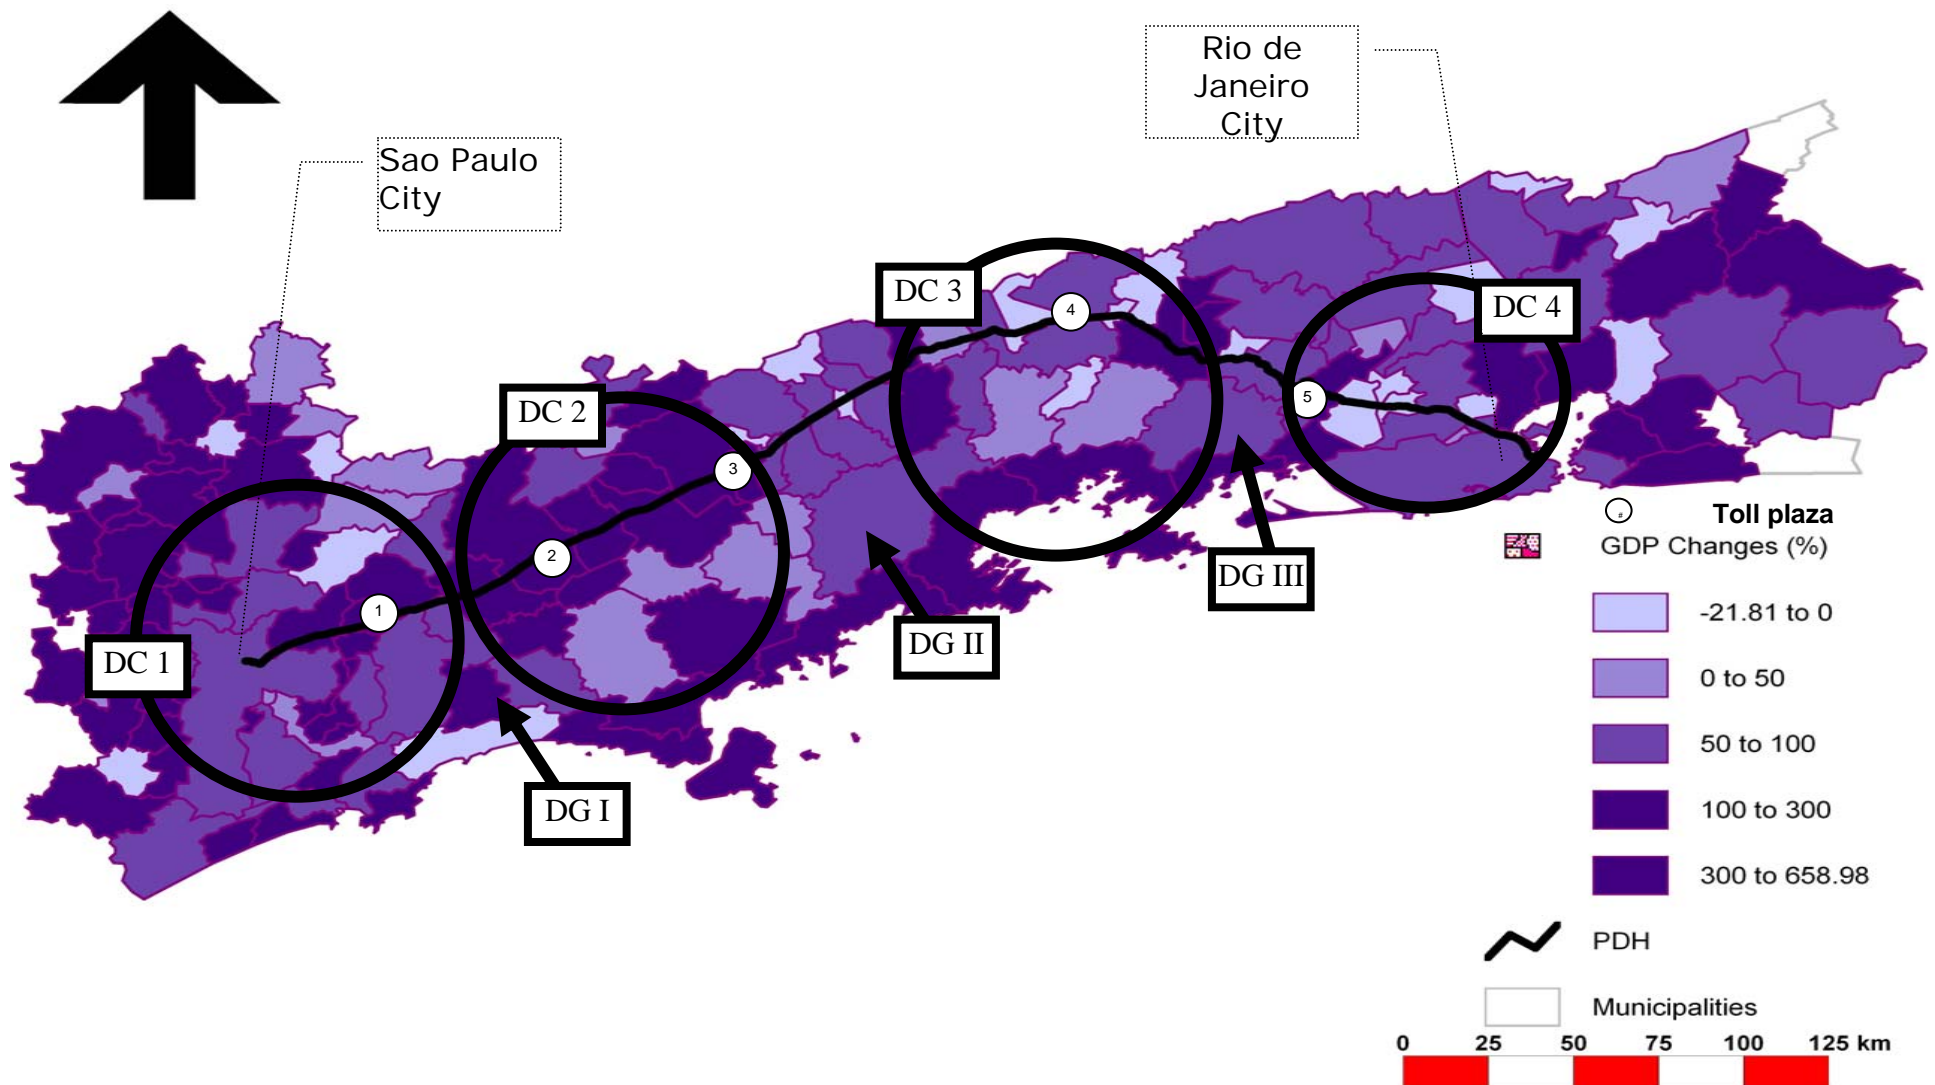 Rio de
Janeiro
City
Sao Paulo
City
DC 3
4
DC 4
DC 2
5
3
Toll plaza
#
GDP Changes (%)
2
DG III
-21.81 to 0
1
DG II
DC 1
0 to 50
50 to 100
DG I
100 to 300
300 to 658.98
PDH
Municipalities
0 25 50 75 100 125 km